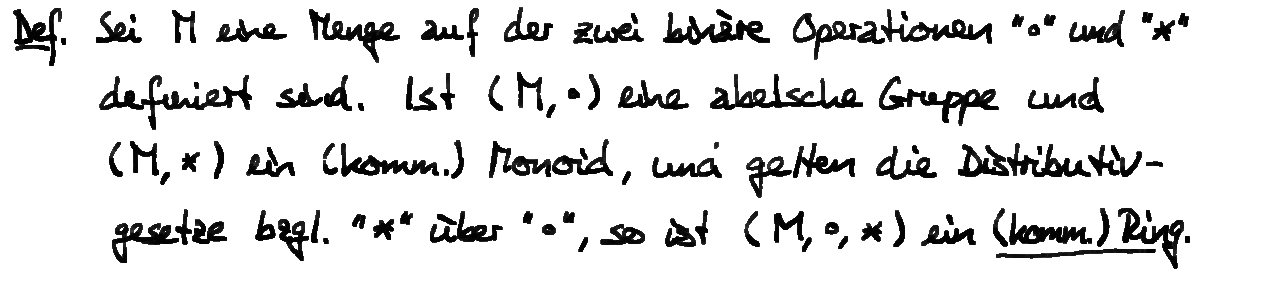 Def. Sei M eine Menge auf der zwei binäre Operationen "∘" und "*"
definiert sind. Ist (M,∘) eine abelsche Gruppe und
(M,*) ein (komm.) Monoid, und gelten die Distributiv-
gesetze bzgl. "*" über "∘", so ist (M,∘,*) ein (komm.) Ring.